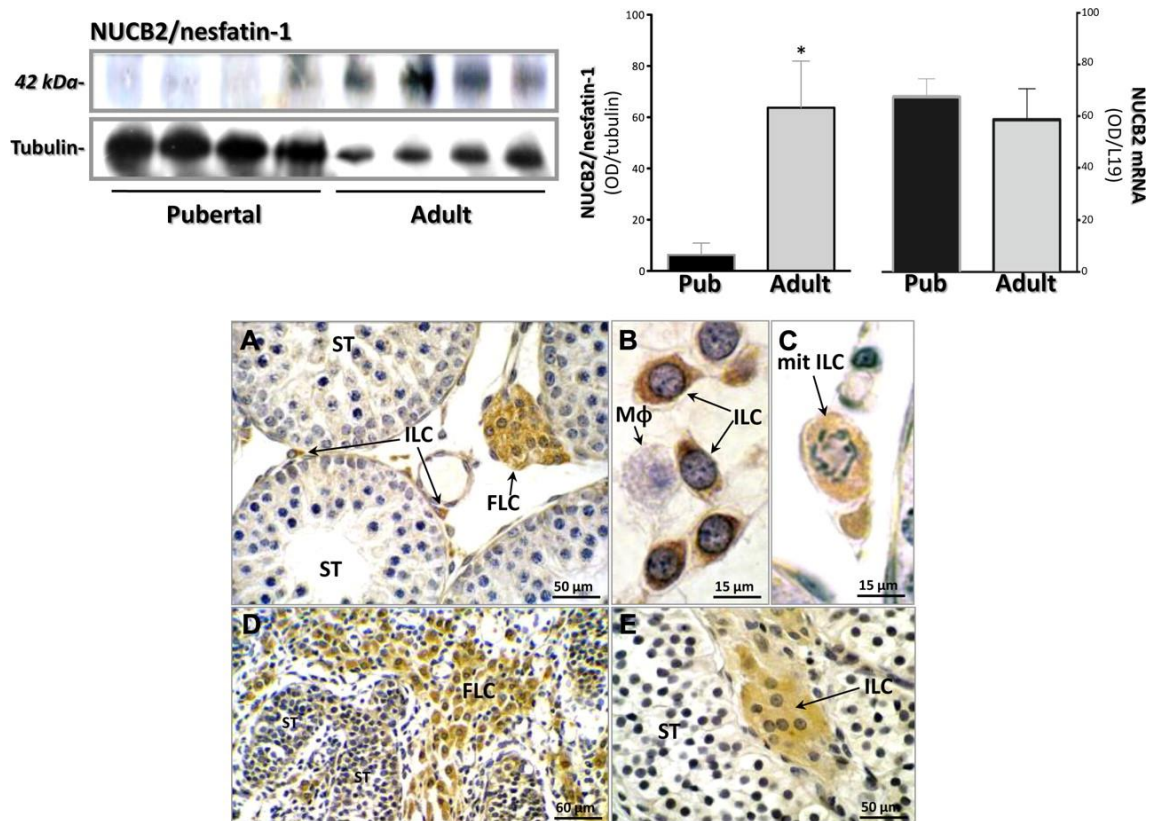 NUCB2/nesfatin-1
42 kDa-
Tubulin-
Pubertal Adult
NUCB2/nesfatin-1
(OD/tubulin)
100
80
60
40
20
0
*
Pub Adult
Pub Adult
100
80
60
40
20
0
NUCB2 mRNA
(OD/L19)
A
ST
ILC
FLC
ST
50 µm
B
Mϕ
ILC
15 µm
C
mit ILC
15 µm
D
FLC
ST
ST
60 µm
E
ILC
ST
50 µm